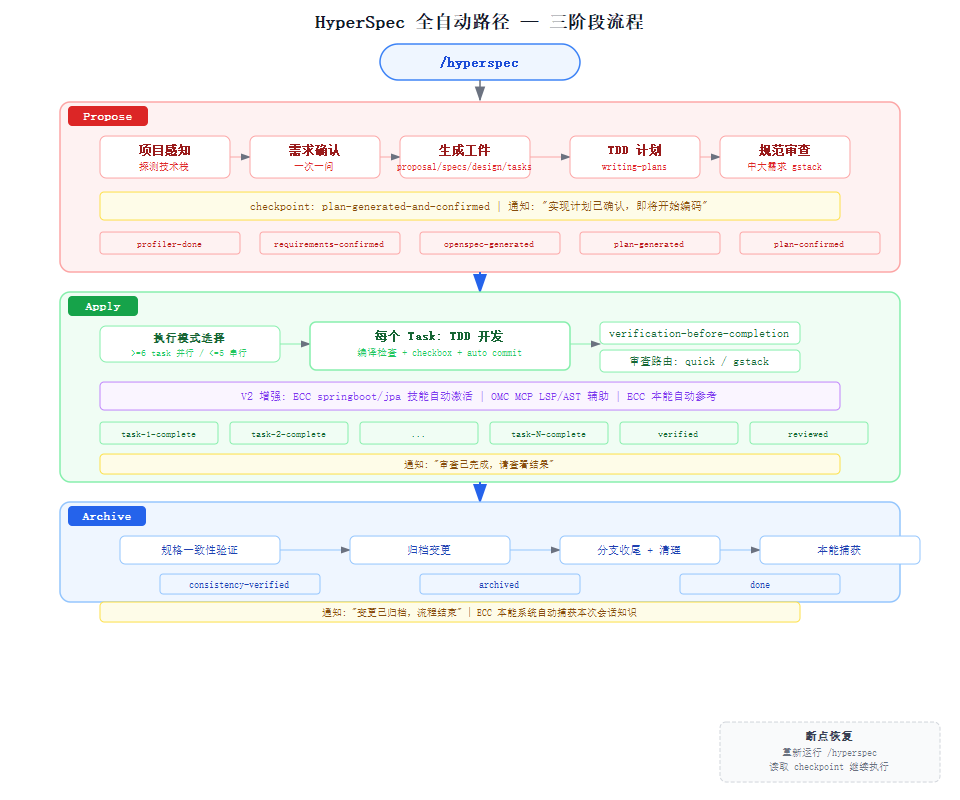 HyperSpec 全自动路径 — 三阶段流程
/hyperspec
Propose
项目感知
探测技术栈
需求确认
一次一问
生成工件
proposal/specs/design/tasks
TDD 计划
writing-plans
规范审查
中大需求 gstack
checkpoint: plan-generated-and-confirmed | 通知: "实现计划已确认，即将开始编码"
profiler-done
requirements-confirmed
openspec-generated
plan-generated
plan-confirmed
Apply
执行模式选择
>=6 task 并行 / <=5 串行
每个 Task: TDD 开发
编译检查 + checkbox + auto commit
verification-before-completion
审查路由: quick / gstack
V2 增强: ECC springboot/jpa 技能自动激活 | OMC MCP LSP/AST 辅助 | ECC 本能自动参考
task-1-complete
task-2-complete
...
task-N-complete
verified
reviewed
通知: "审查已完成，请查看结果"
Archive
规格一致性验证
归档变更
分支收尾 + 清理
本能捕获
consistency-verified
archived
done
通知: "变更已归档，流程结束" | ECC 本能系统自动捕获本次会话知识
断点恢复
重新运行 /hyperspec
读取 checkpoint 继续执行